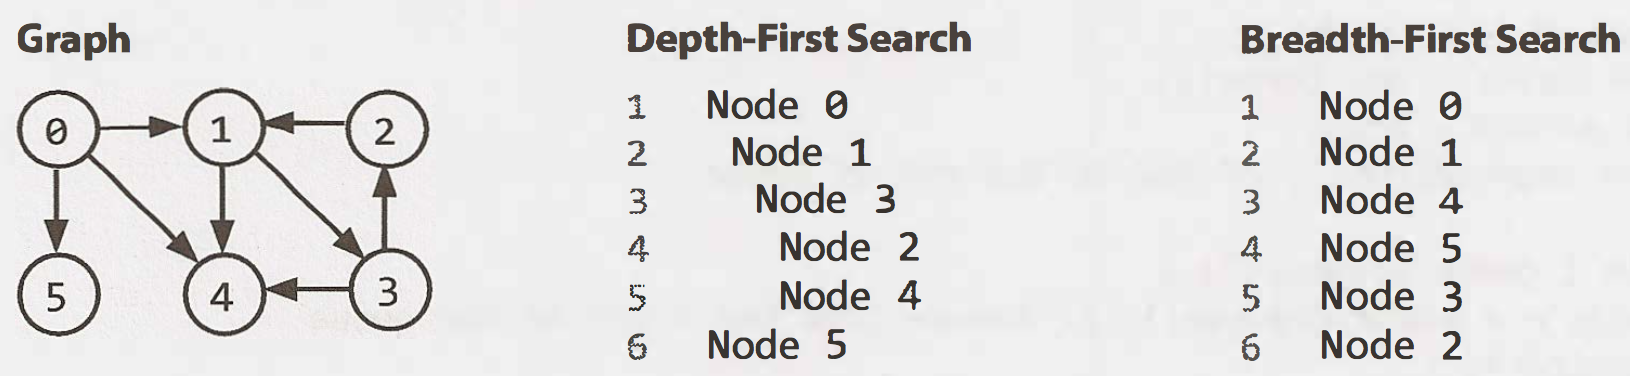 Graph
0
1
2
5
4
3
Depth-First Search
1 Node 0
2 Node 1
3 Node 3
4 Node 2
5 Node 4
6 Node 5
Breadth-First Search
1 Node 0
2 Node 1
3 Node 4
4 Node 5
5 Node 3
6 Node 2